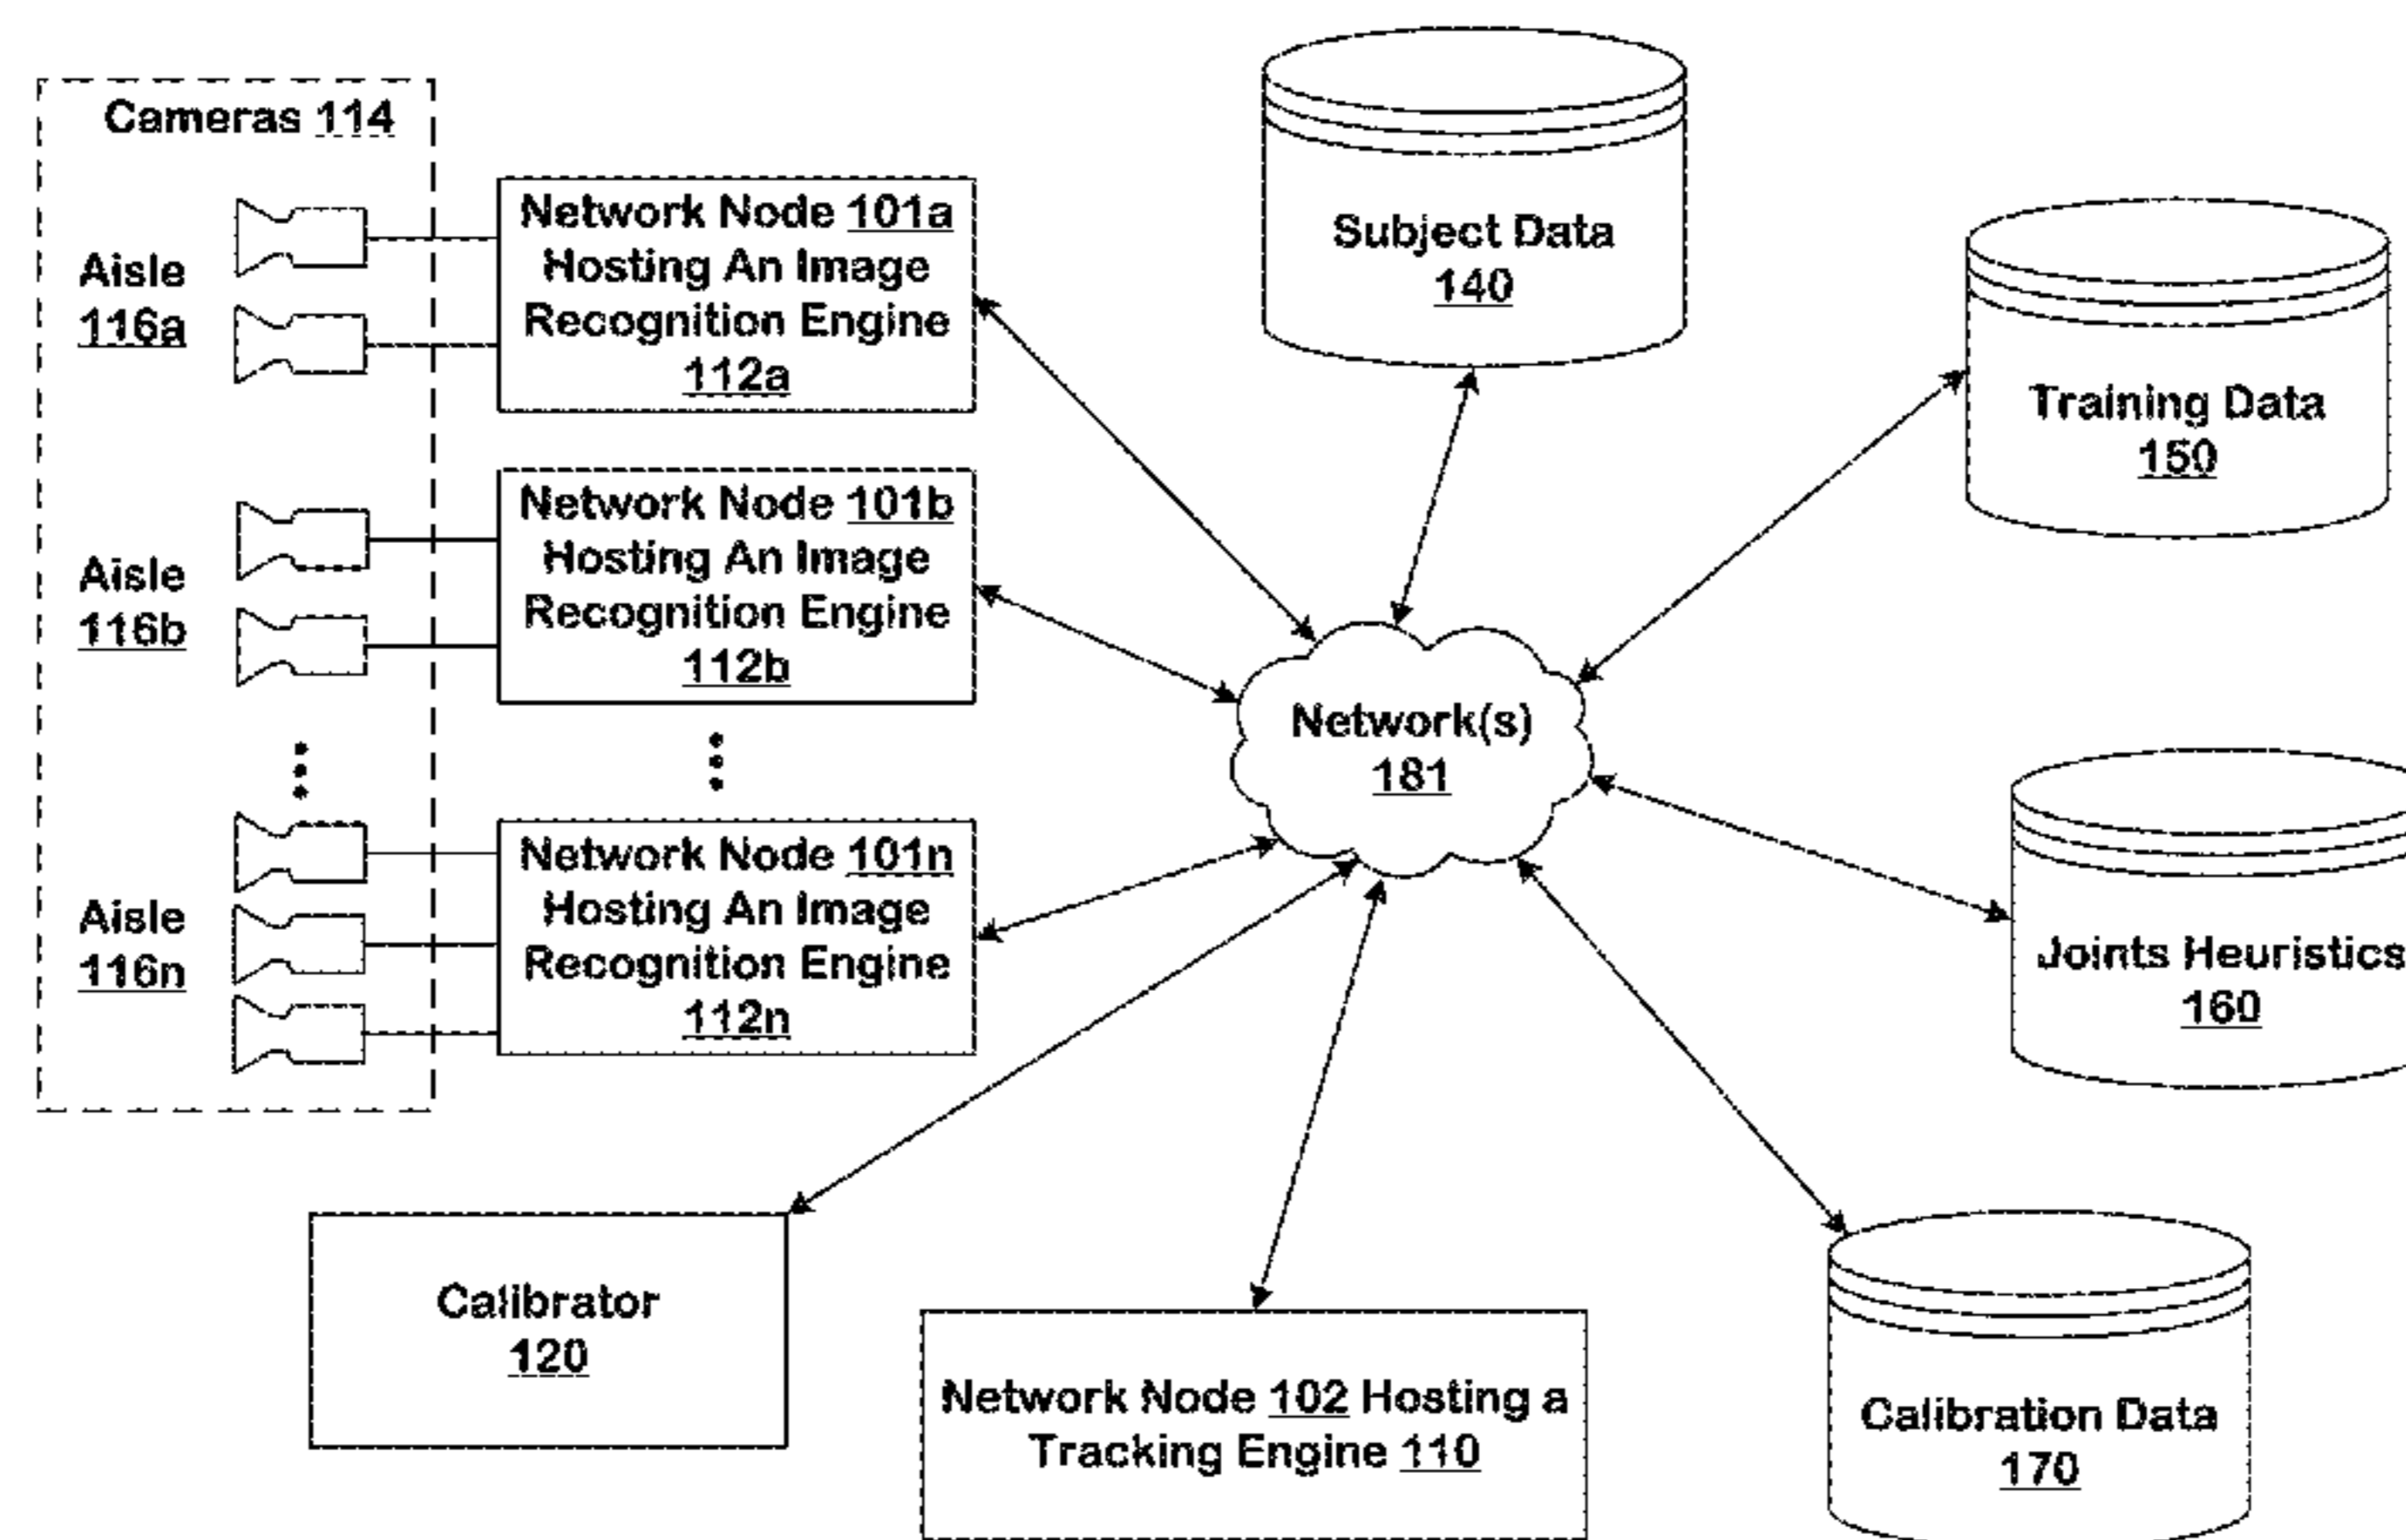 Cameras 114
Aisle
116a
Network Node 101a
Hosting An Image
Recognition Engine
112a
Aisle
116b
Network Node 101b
Hosting An Image
Recognition Engine
112b
Aisle
116n
Network Node 101n
Hosting An Image
Recognition Engine
112n
Subject Data
140
Training Data
150
Network(s)
181
Joints Heuristics
160
Calibrator
120
Network Node 102 Hosting a
Tracking Engine 110
Calibration Data
170